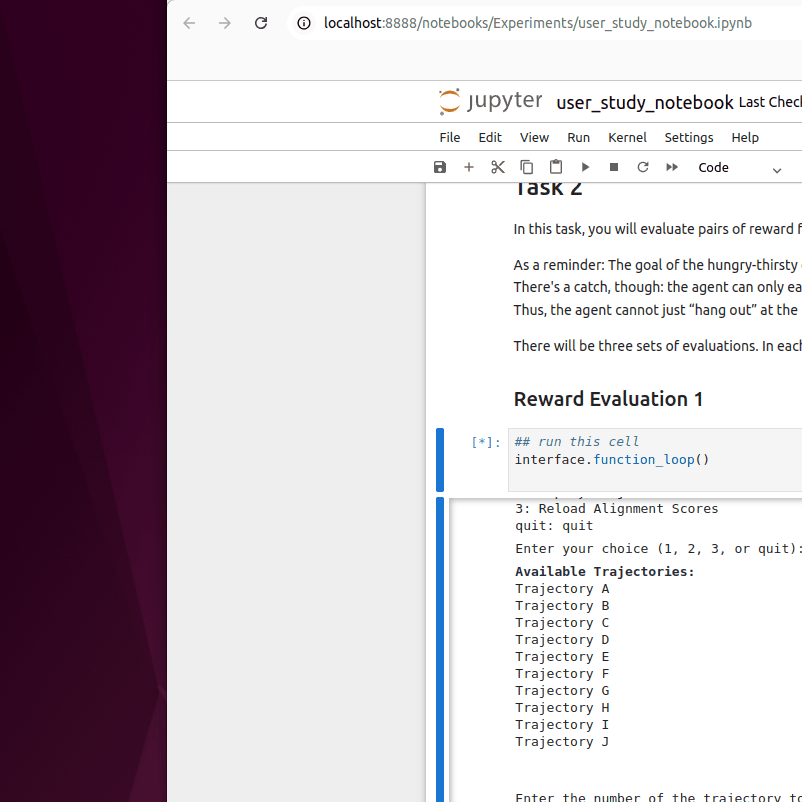 localhost:8888/notebooks/Experiments/user_study_notebook.ipynb
jupyter user_study_notebook Last Chec
File Edit View Run Kernel Settings Help
Code
Task 2
In this task, you will evaluate pairs of reward f
As a reminder: The goal of the hungry-thirsty
There's a catch, though: the agent can only ea
Thus, the agent cannot just “hang out” at the
There will be three sets of evaluations. In each
Reward Evaluation 1
[*]: ## run this cell
interface.function_loop()
3: Reload Alignment Scores
quit: quit
Enter your choice (1, 2, 3, or quit):
Available Trajectories:
Trajectory A
Trajectory B
Trajectory C
Trajectory D
Trajectory E
Trajectory F
Trajectory G
Trajectory H
Trajectory I
Trajectory J
Enter the number of the trajectory to